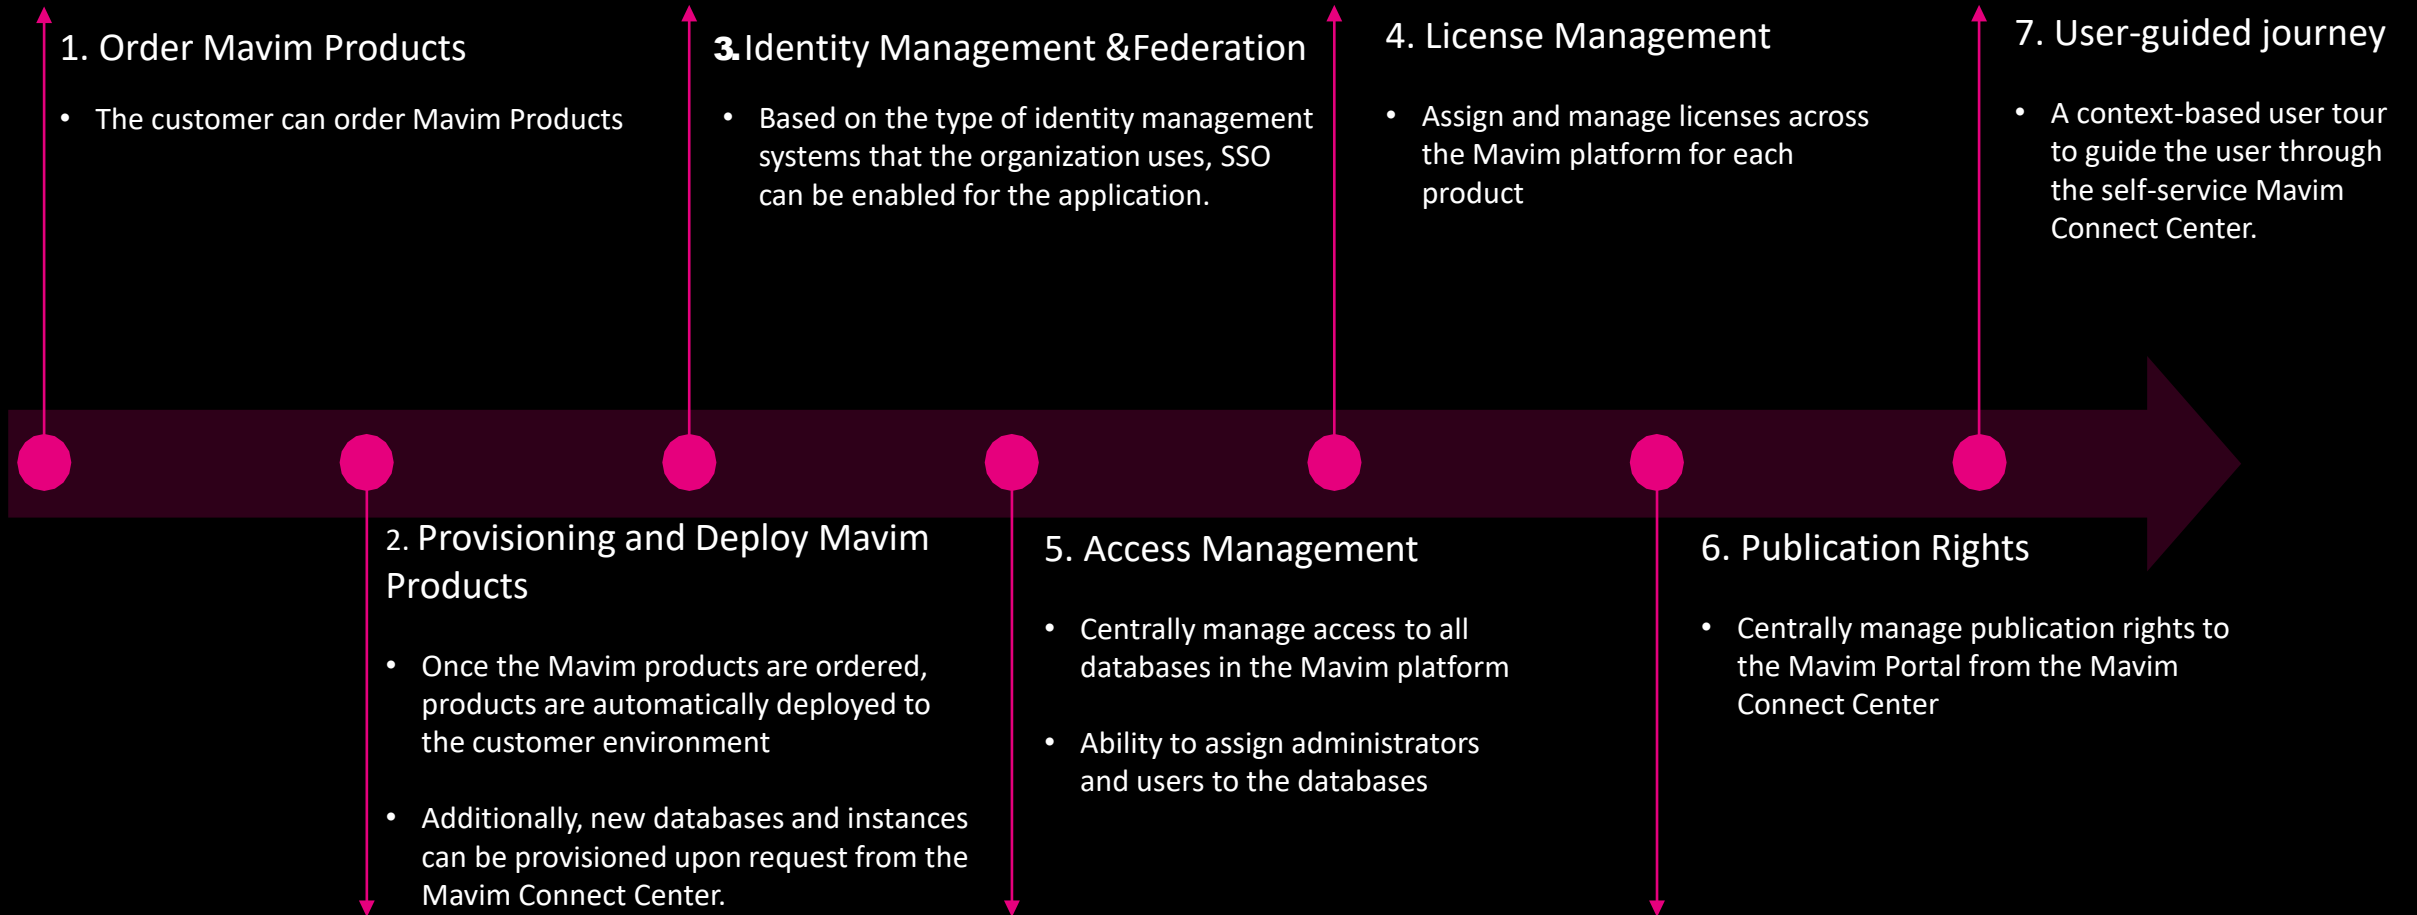 1. Order Mavim Products
• The customer can order Mavim Products
3. Identity Management &Federation
• Based on the type of identity management
systems that the organization uses, SSO
can be enabled for the application.
4. License Management
• Assign and manage licenses across
the Mavim platform for each
product
7. User-guided journey
• A context-based user tour
to guide the user through
the self-service Mavim
Connect Center.
2. Provisioning and Deploy Mavim
Products
• Once the Mavim products are ordered,
products are automatically deployed to
the customer environment
• Additionally, new databases and instances
can be provisioned upon request from the
Mavim Connect Center.
5. Access Management
• Centrally manage access to all
databases in the Mavim platform
• Ability to assign administrators
and users to the databases
6. Publication Rights
• Centrally manage publication rights to
the Mavim Portal from the Mavim
Connect Center